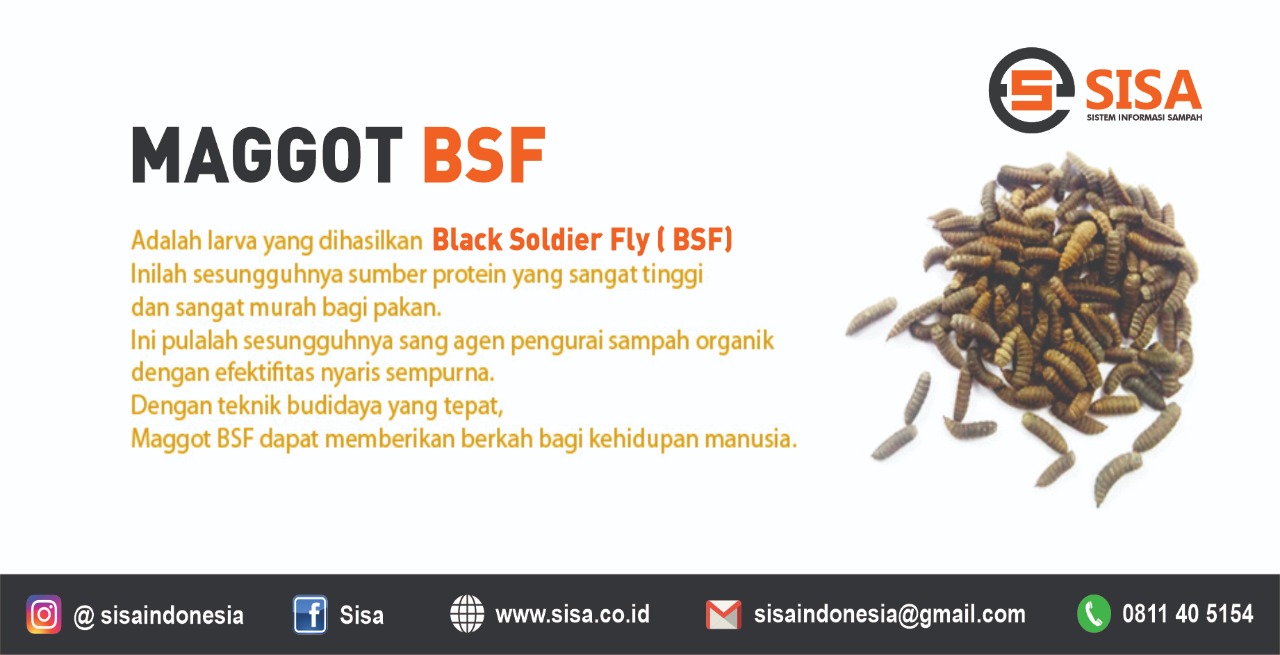 SISA
SISTEM INFORMASI SAMPAH
MAGGOT BSF
Adalah larva yang dihasilkan Black Soldier Fly ( BSF)
Inilah sesungguhnya sumber protein yang sangat tinggi
dan sangat murah bagi pakan.
Ini pulalah sesungguhnya sang agen pengurai sampah organik
dengan efektifitas nyaris sempurna.
Dengan teknik budidaya yang tepat,
Maggot BSF dapat memberikan berkah bagi kehidupan manusia.
@ sisaindonesia f Sisa www.sisa.co.id sisaindonesia@gmail.com 0811 40 5154